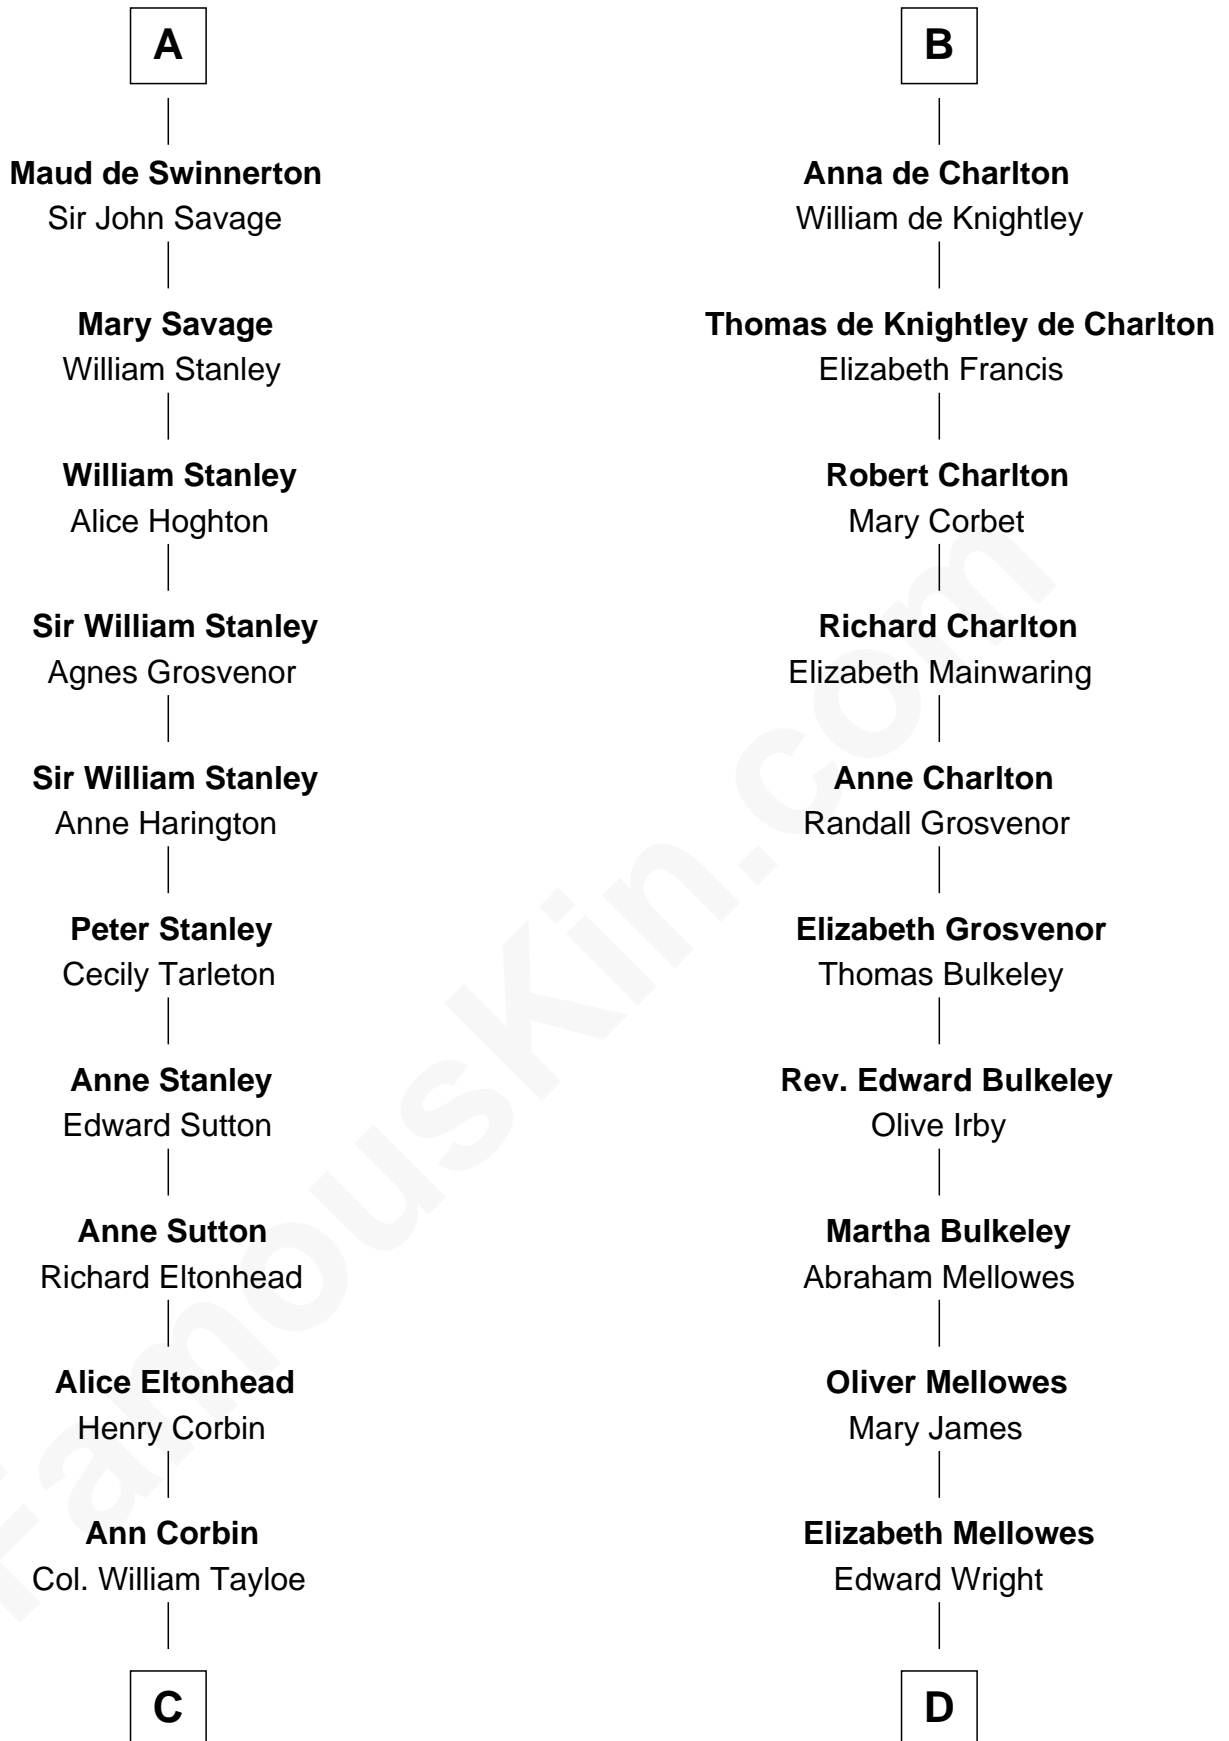 A
Maud de Swinnerton
Sir John Savage
Mary Savage
William Stanley
William Stanley
Alice Hoghton
Sir William Stanley
Agnes Grosvenor
Sir William Stanley
Anne Harington
Peter Stanley
Cecily Tarleton
Anne Stanley
Edward Sutton
Anne Sutton
Richard Eltonhead
Alice Eltonhead
Henry Corbin
Ann Corbin
Col. William Tayloe
C
B
Anna de Charlton
William de Knightley
Thomas de Knightley de Charlton
Elizabeth Francis
Robert Charlton
Mary Corbet
Richard Charlton
Elizabeth Mainwaring
Anne Charlton
Randall Grosvenor
Elizabeth Grosvenor
Thomas Bulkeley
Rev. Edward Bulkeley
Olive Irby
Martha Bulkeley
Abraham Mellowes
Oliver Mellowes
Mary James
Elizabeth Mellowes
Edward Wright
D
FamousKin.com